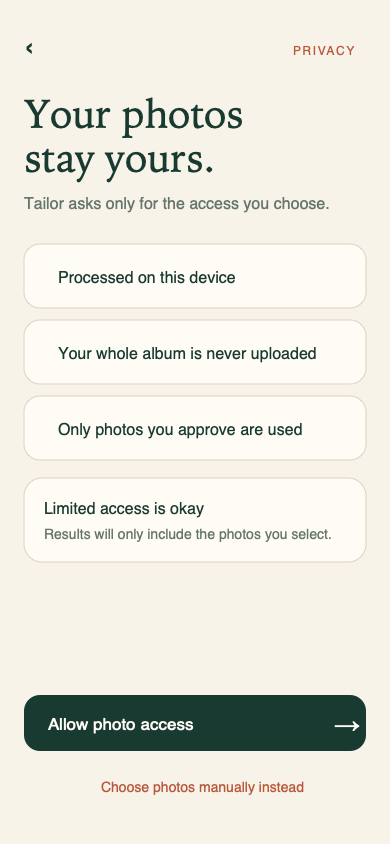 PRIVACY
Your photos
stay yours.
Tailor asks only for the access you choose.
Processed on this device
Your whole album is never uploaded
Only photos you approve are used
Limited access is okay
Results will only include the photos you select.
Allow photo access →
Choose photos manually instead